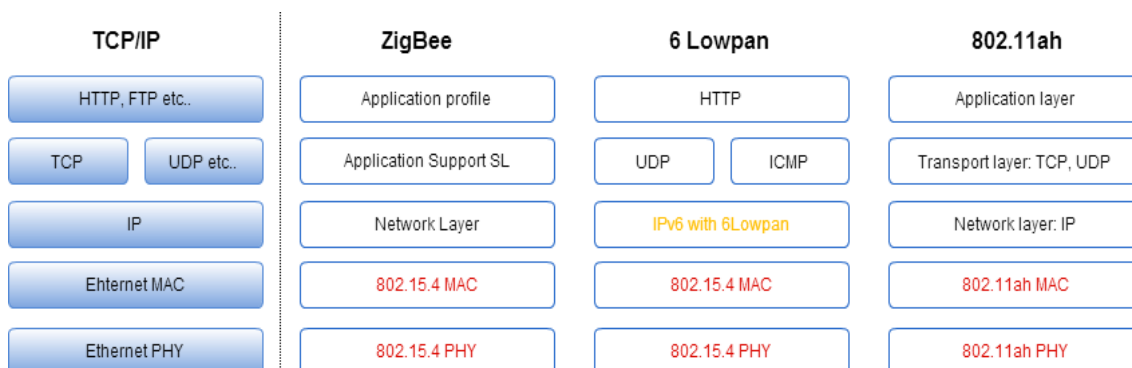 TCP/IP ZigBee 6 Lowpan 802.11ah
HTTP, FTP etc.. Application profile HTTP Application layer
TCP UDP etc.. Application Support SL UDP ICMP Transport layer: TCP, UDP
IP Network Layer IPv6 with 6Lowpan Network layer: IP
Ehternet MAC 802.15.4 MAC 802.15.4 MAC 802.11ah MAC
Ethernet PHY 802.15.4 PHY 802.15.4 PHY 802.11ah PHY